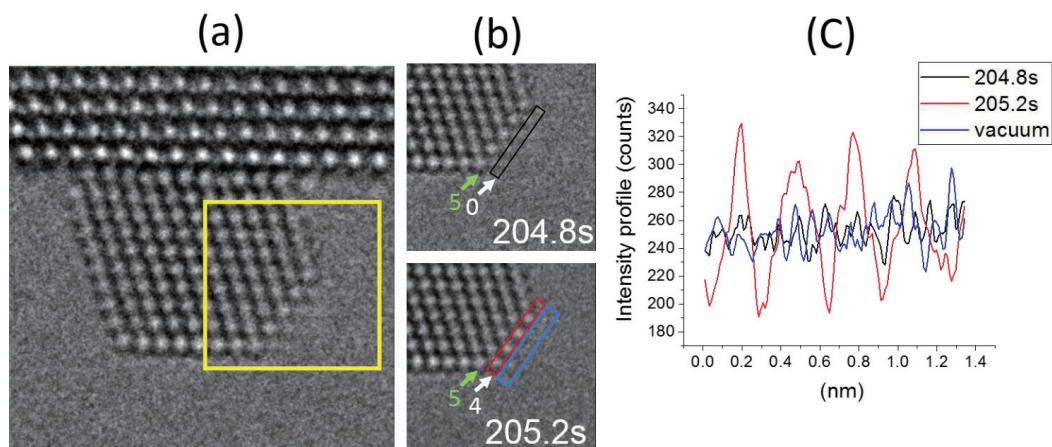 (a)
(b)
(C)
5
0
204.8s
5
4
205.2s
204.8s
205.2s
vacuum
Intensity profile (counts)
340
320
300
280
260
240
220
200
180
0.0 0.2 0.4 0.6 0.8 1.0 1.2 1.4
(nm)